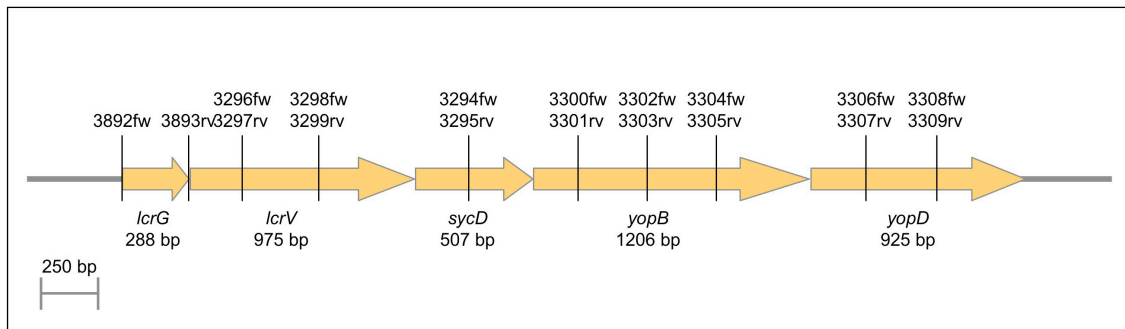 3296fw 3298fw 3294fw 3300fw 3302fw 3304fw 3306fw 3308fw
3892fw 3893rv 3297rv 3299rv 3295rv 3301rv 3303rv 3305rv 3307rv 3309rv
lcrG lcrV sycD yopB yopD
288 bp 975 bp 507 bp 1206 bp 925 bp
250 bp